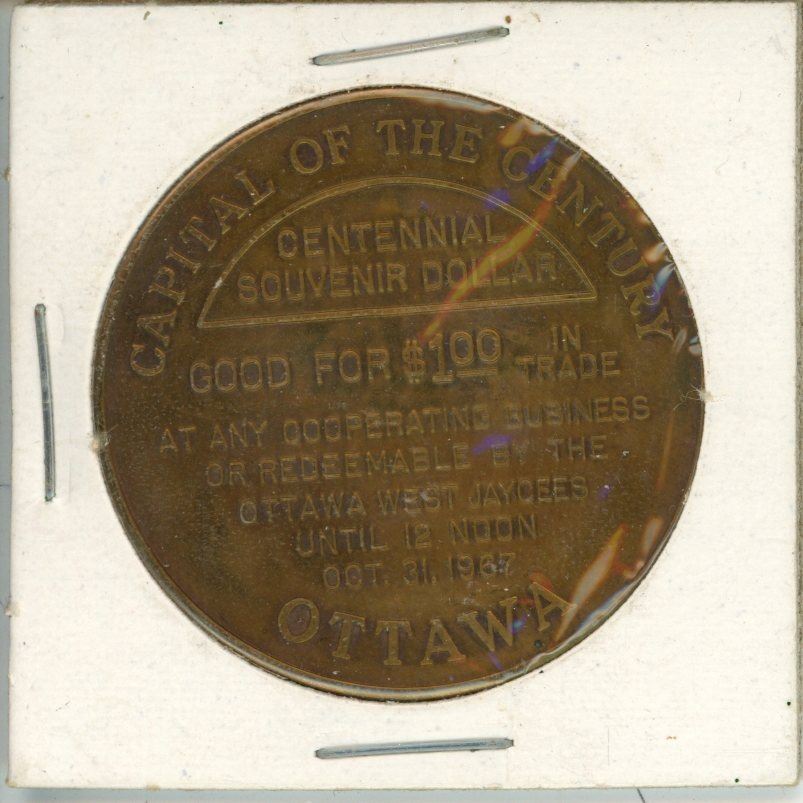 CAPITAL OF THE CENTURY
CENTENNIAL
SOUVENIR DOLLAR
GOOD FOR $1.00 IN TRADE
AT ANY COOPERATING BUSINESS
OR REDEEMABLE BY THE
OTTAWA WEST JAYCEES
UNTIL 12 NOON
OCT. 31, 1967
OTTAWA